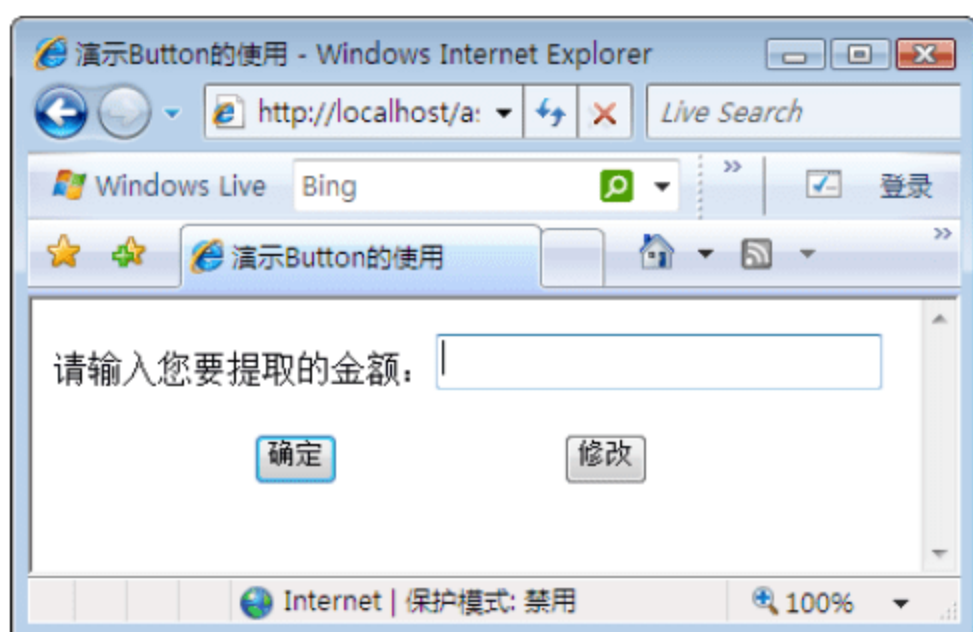 演示Button的使用 - Windows Internet Explorer
http://localhost/a
Live Search
Windows Live
Bing
登录
演示Button的使用
请输入您要提取的金额：
确定
修改
Internet | 保护模式: 禁用
100%